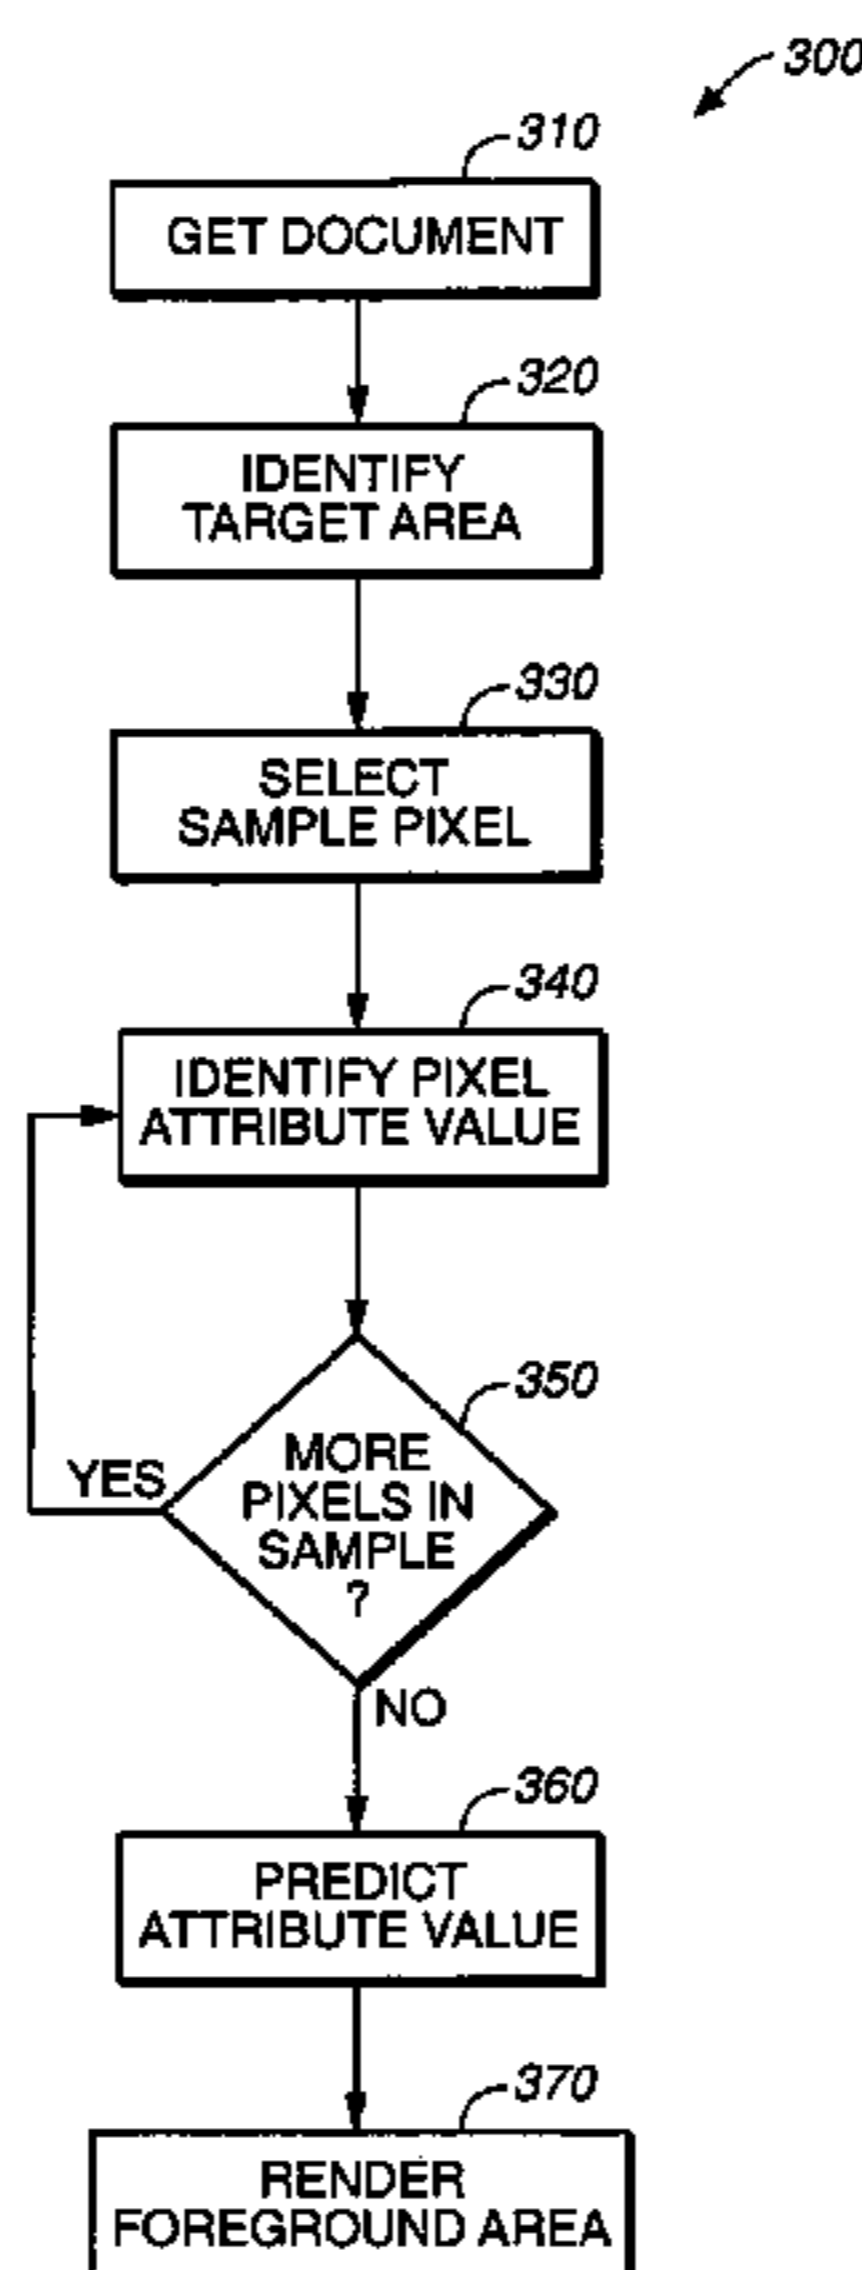 300
310
GET DOCUMENT
320
IDENTIFY
TARGET AREA
330
SELECT
SAMPLE PIXEL
340
IDENTIFY PIXEL
ATTRIBUTE VALUE
350
MORE
PIXELS IN
SAMPLE
?
YES
NO
360
PREDICT
ATTRIBUTE VALUE
370
RENDER
FOREGROUND AREA